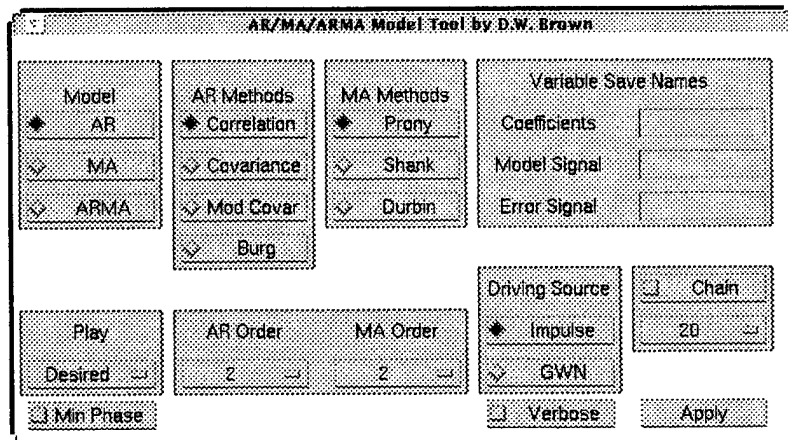 AR/MA/ARMA Model Tool by D.W. Brown
Model
AR
MA
ARMA
AR Methods
Correlation
Covariance
Mod Covar
Burg
MA Methods
Prony
Shank
Durbin
Variable Save Names
Coefficients
Model Signal
Error Signal
Play
Desired
Min Phase
AR Order
2
MA Order
2
Driving Source
Impulse
GWN
Verbose
Chain
20
Apply